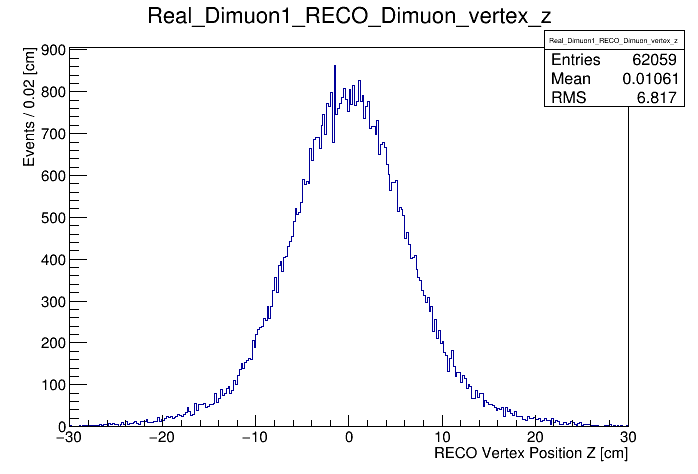 Real_Dimuon1_RECO_Dimuon_vertex_z
Real_Dimuon1_RECO_Dimuon_vertex_z
Entries 62059
Mean 0.01061
RMS 6.817
Events / 0.02 [cm]
900
800
700
600
500
400
300
200
100
0
−30 −20 −10 0 10 20 30
RECO Vertex Position Z [cm]